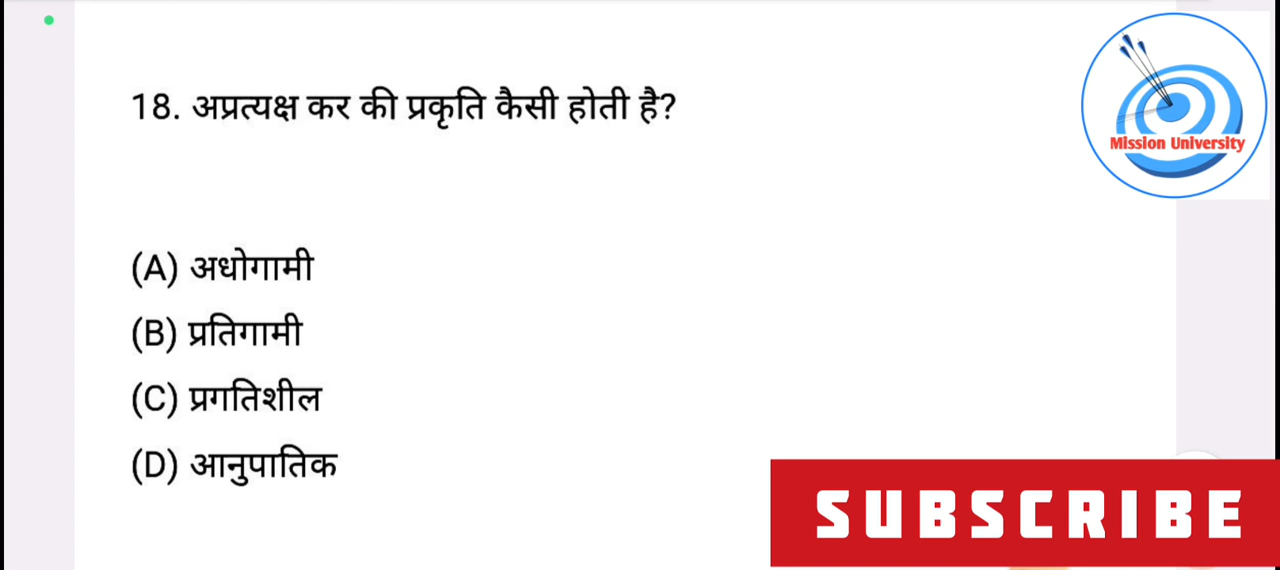 18. अप्रत्यक्ष कर की प्रकृति कैसी होती है?
Mission University
(A) अधोगामी
(B) प्रतिगामी
(C) प्रगतिशील
(D) आनुपातिक
SUBSCRIBE